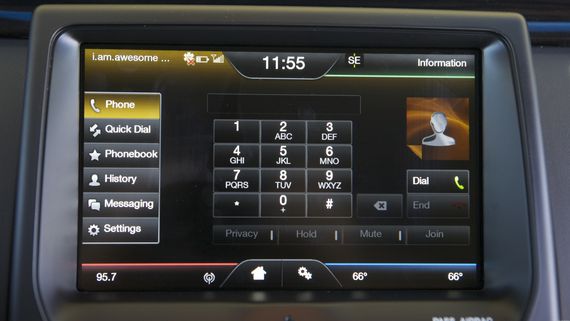 i.am.awesome ...
11:55
SE
Information
Phone
Quick Dial
Phonebook
History
Messaging
Settings
1
2 ABC
3 DEF
4 GHI
5 JKL
6 MNO
7 PQRS
8 TUV
9 WXYZ
*
0 +
#
Dial
End
Privacy
Hold
Mute
Join
95.7
66°
66°
PASS AIRBAG